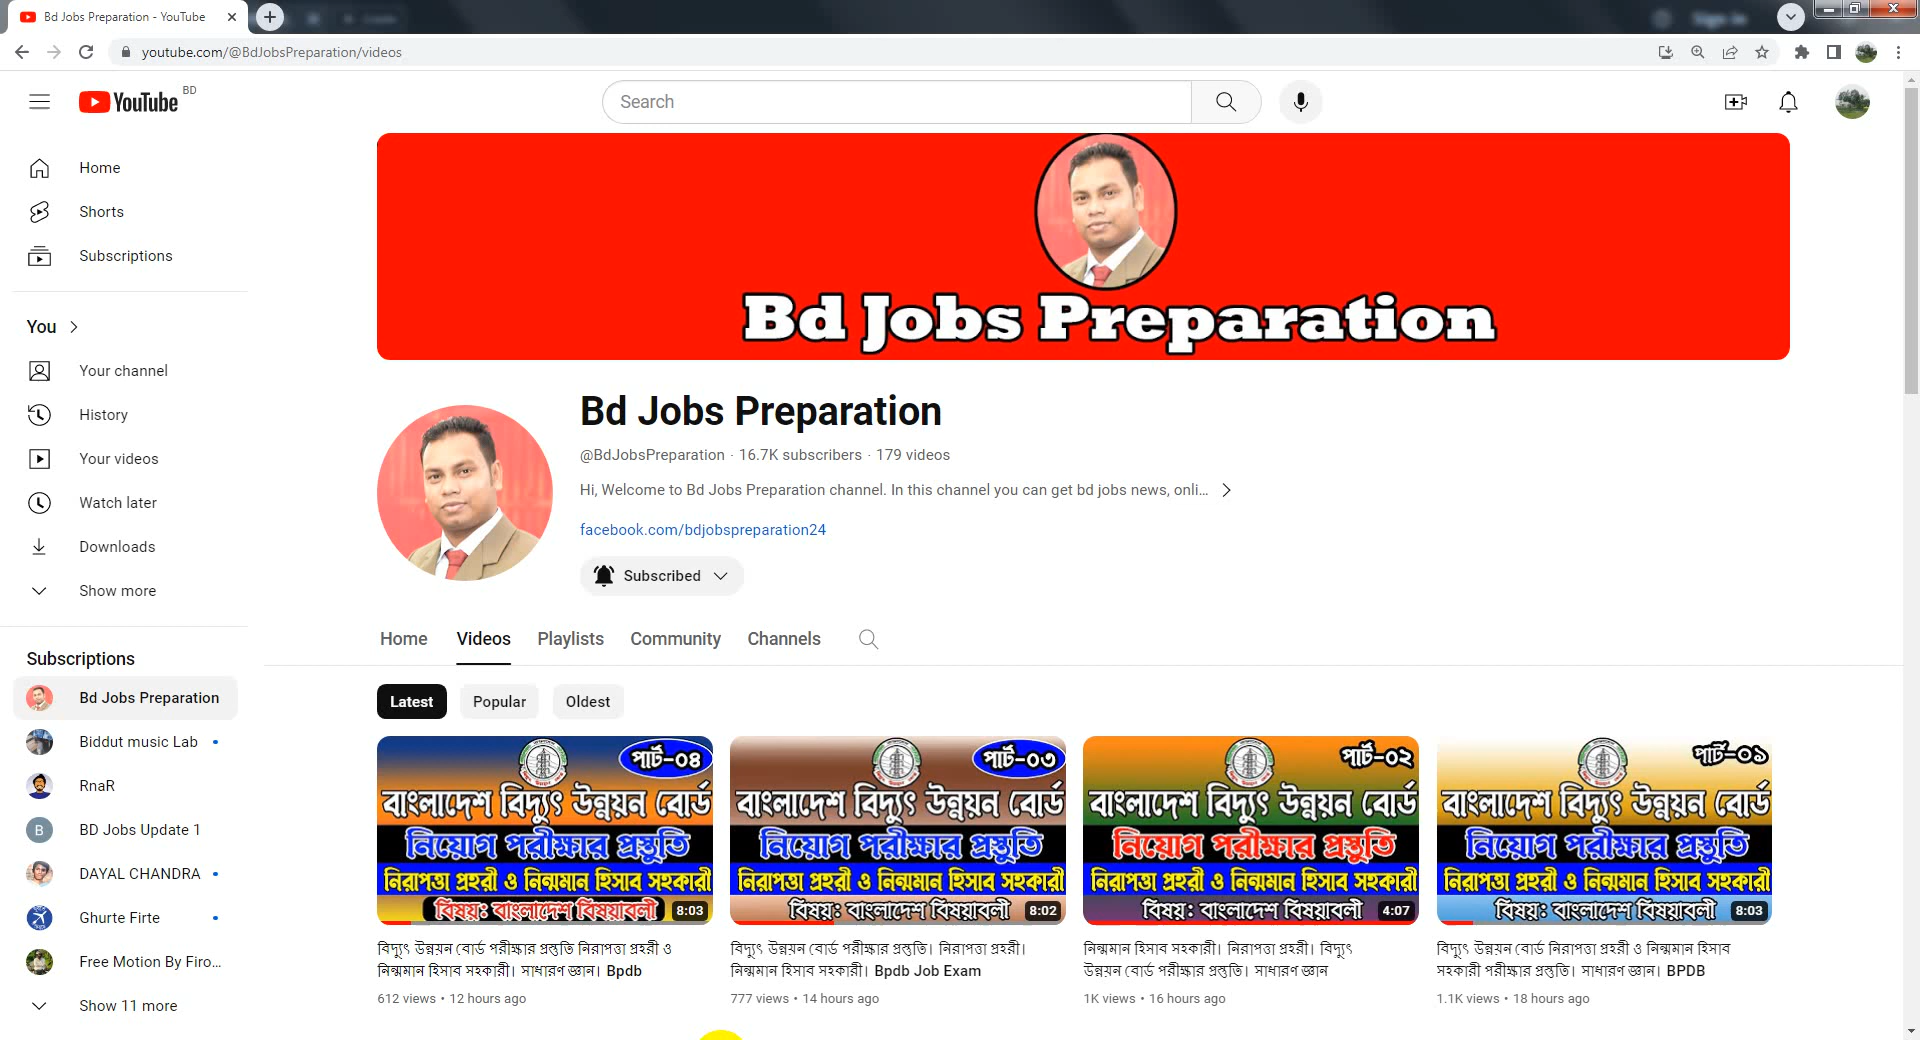 Bd Jobs Preparation - YouTube
youtube.com/@BdJobsPreparation/videos
YouTube BD
Search
Home
Shorts
Subscriptions
You
Your channel
History
Your videos
Watch later
Downloads
Show more
Subscriptions
Bd Jobs Preparation
Biddut music Lab
RnaR
B BD Jobs Update 1
DAYAL CHANDRA
Ghurte Firte
Free Motion By Firo...
Show 11 more
Bd Jobs Preparation
Bd Jobs Preparation
@BdJobsPreparation · 16.7K subscribers · 179 videos
Hi, Welcome to Bd Jobs Preparation channel. In this channel you can get bd jobs news, onli...
facebook.com/bdjobspreparation24
Subscribed
Home Videos Playlists Community Channels
Latest Popular Oldest
পার্ট-০৪
বাংলাদেশ বিদ্যুৎ উন্নয়ন বোর্ড
নিয়োগ পরীক্ষার প্রস্তুতি
নিরাপত্তা প্রহরী ও নিম্নমান হিসাব সহকারী
বিষয়: বাংলাদেশ বিষয়াবলী
8:03
বিদ্যুৎ উন্নয়ন বোর্ড পরীক্ষার প্রস্তুতি নিরাপত্তা প্রহরী ও
নিম্নমান হিসাব সহকারী। সাধারণ জ্ঞান। Bpdb
612 views • 12 hours ago
পার্ট-০৩
বাংলাদেশ বিদ্যুৎ উন্নয়ন বোর্ড
নিয়োগ পরীক্ষার প্রস্তুতি
নিরাপত্তা প্রহরী ও নিম্নমান হিসাব সহকারী
বিষয়: বাংলাদেশ বিষয়াবলী
8:02
বিদ্যুৎ উন্নয়ন বোর্ড পরীক্ষার প্রস্তুতি। নিরাপত্তা প্রহরী।
নিম্নমান হিসাব সহকারী। Bpdb Job Exam
777 views • 14 hours ago
পার্ট-০২
বাংলাদেশ বিদ্যুৎ উন্নয়ন বোর্ড
নিয়োগ পরীক্ষার প্রস্তুতি
নিরাপত্তা প্রহরী ও নিম্নমান হিসাব সহকারী
বিষয়: বাংলাদেশ বিষয়াবলী
4:07
নিম্নমান হিসাব সহকারী। নিরাপত্তা প্রহরী। বিদ্যুৎ
উন্নয়ন বোর্ড পরীক্ষার প্রস্তুতি। সাধারণ জ্ঞান
1K views • 16 hours ago
পার্ট-০১
বাংলাদেশ বিদ্যুৎ উন্নয়ন বোর্ড
নিয়োগ পরীক্ষার প্রস্তুতি
নিরাপত্তা প্রহরী ও নিম্নমান হিসাব সহকারী
বিষয়: বাংলাদেশ বিষয়াবলী
8:03
বিদ্যুৎ উন্নয়ন বোর্ড নিরাপত্তা প্রহরী ও নিম্নমান হিসাব
সহকারী পরীক্ষার প্রস্তুতি। সাধারণ জ্ঞান। BPDB
1.1K views • 18 hours ago